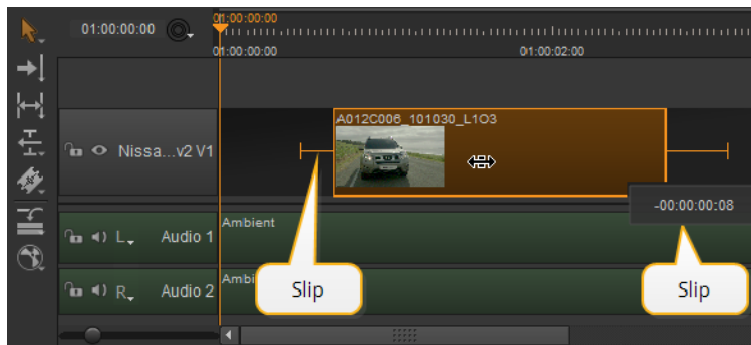 01:00:00:00
01:00:00:00
01:00:00:00
01:00:02:00
A012C006_101030_L1O3
Nissa...v2 V1
-00:00:00:08
Ambient
L
Audio 1
Slip
Slip
Ambi
R
Audio 2